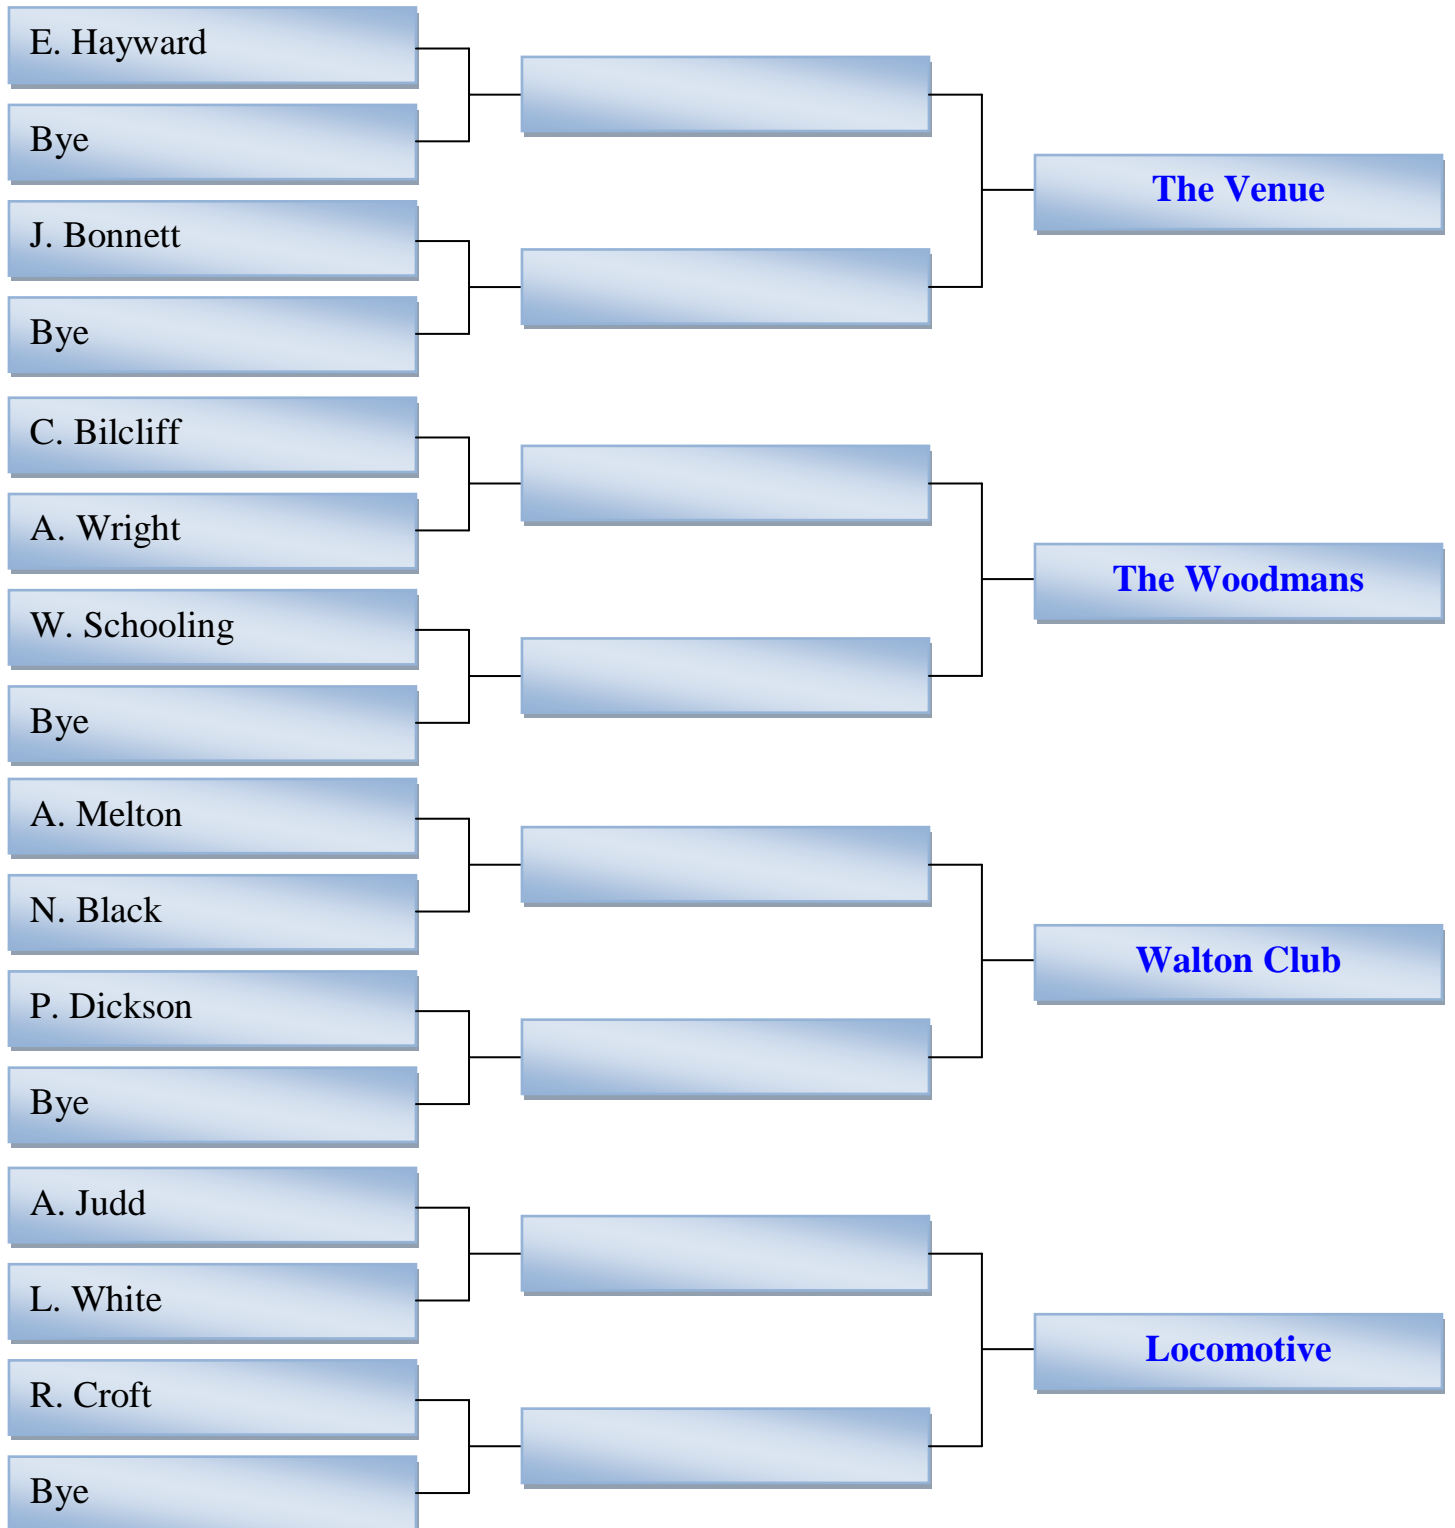 E. Hayward
Bye
J. Bonnett
Bye
The Venue
C. Bilcliff
A. Wright
W. Schooling
Bye
The Woodmans
A. Melton
N. Black
P. Dickson
Bye
Walton Club
A. Judd
L. White
R. Croft
Bye
Locomotive